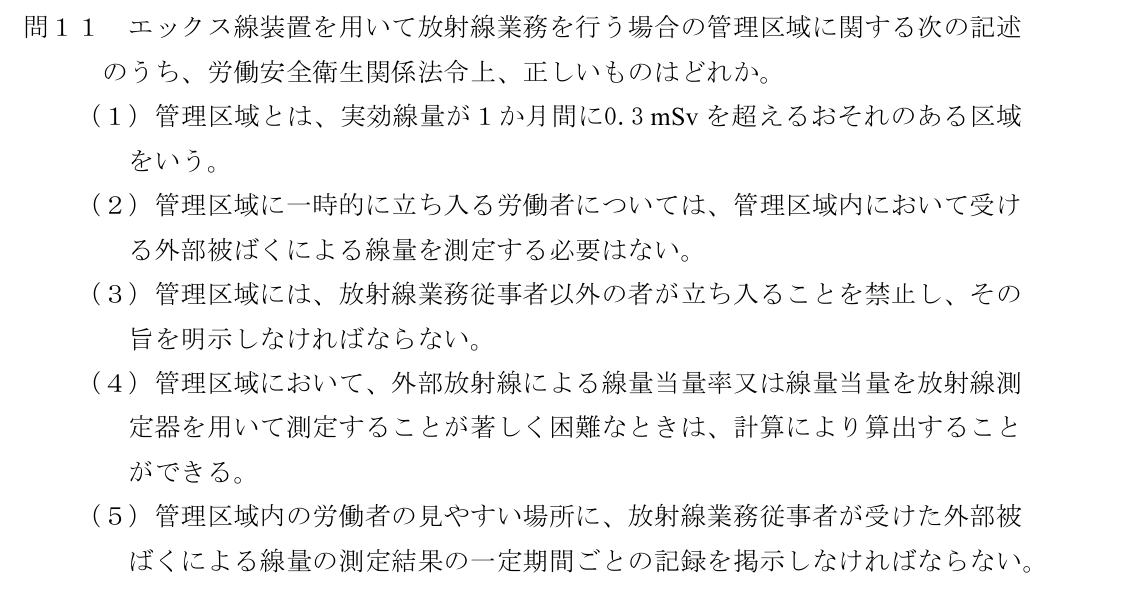 問11 エックス線装置を用いて放射線業務を行う場合の管理区域に関する次の記述
のうち、労働安全衛生関係法令上、正しいものはどれか。
(1)管理区域とは、実効線量が1か月間に0.3 mSv を超えるおそれのある区域
をいう。
(2)管理区域に一時的に立ち入る労働者については、管理区域内において受け
る外部被ばくによる線量を測定する必要はない。
(3)管理区域には、放射線業務従事者以外の者が立ち入ることを禁止し、その
旨を明示しなければならない。
(4)管理区域において、外部放射線による線量当量率又は線量当量を放射線測
定器を用いて測定することが著しく困難なときは、計算により算出すること
ができる。
(5)管理区域内の労働者の見やすい場所に、放射線業務従事者が受けた外部被
ばくによる線量の測定結果の一定期間ごとの記録を掲示しなければならない。